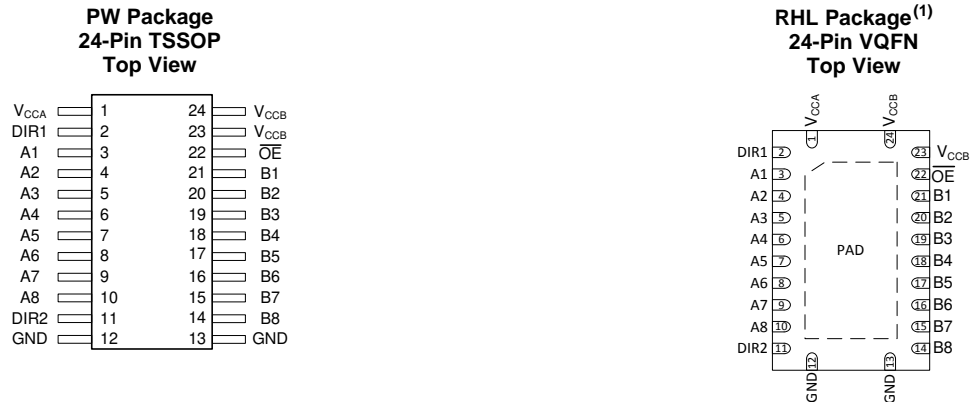 PW Package
24-Pin TSSOP
Top View
VCCA 1 24 VCCB
DIR1 2 23 VCCB
A1 3 22 OE
A2 4 21 B1
A3 5 20 B2
A4 6 19 B3
A5 7 18 B4
A6 8 17 B5
A7 9 16 B6
A8 10 15 B7
DIR2 11 14 B8
GND 12 13 GND
RHL Package(1)
24-Pin VQFN
Top View
VCCA VCCB
1 24
DIR1 2 23 VCCB
A1 3 22 OE
A2 4 21 B1
A3 5 20 B2
A4 6 19 B3
A5 7 18 B4
A6 8 17 B5
A7 9 16 B6
A8 10 15 B7
DIR2 11 14 B8
PAD
12 13
GND GND